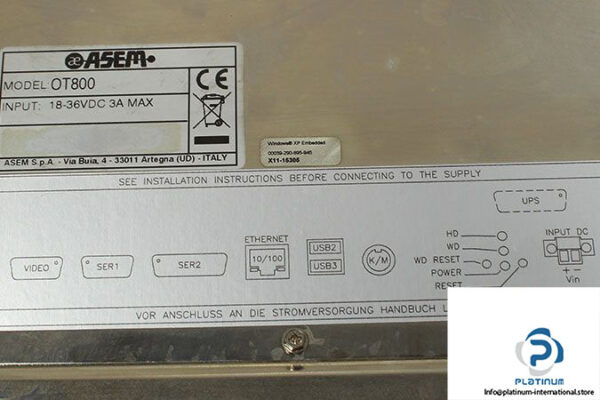 ASEM
MODEL OT800
CE
INPUT: 18-36VDC 3A MAX
ASEM S.p.A. - Via Buia, 4 - 33011 Artegna (UD) - ITALY
Windows® XP Embedded
X11-15305
SEE INSTALLATION INSTRUCTIONS BEFORE CONNECTING TO THE SUPPLY
UPS
ETHERNET
10/100
USB2
USB3
K/M
VIDEO
SER1
SER2
HD
WD
WD RESET
POWER
RESET
INPUT DC
+ -
Vin
VOR ANSCHLUSS AN DIE STROMVERSORGUNG HANDBUCH L
PLATINUM
INTERNATIONAL
Info@platinum-international.store